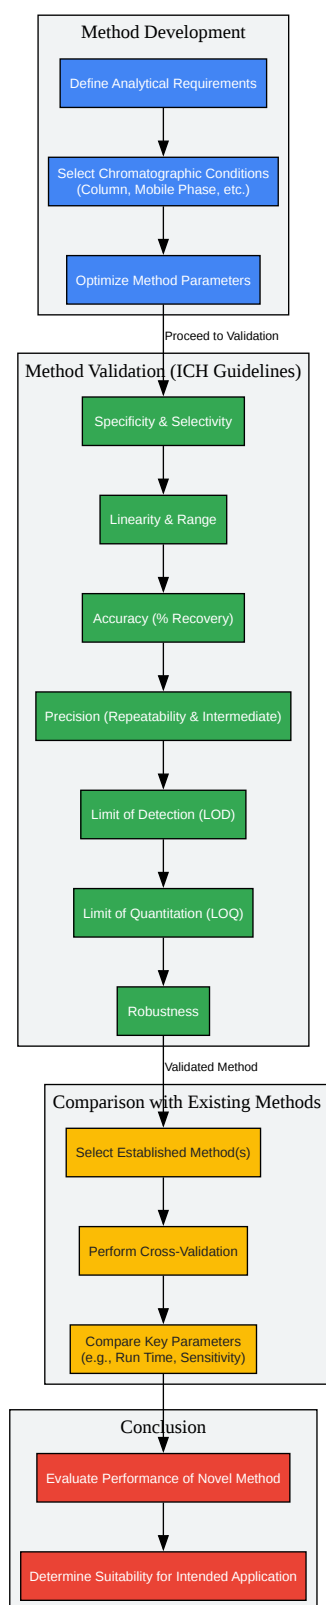 Method Development
Define Analytical Requirements
Select Chromatographic Conditions
(Column, Mobile Phase, etc.)
Optimize Method Parameters
Proceed to Validation
Method Validation (ICH Guidelines)
Specificity & Selectivity
Linearity & Range
Accuracy (% Recovery)
Precision (Repeatability & Intermediate)
Limit of Detection (LOD)
Limit of Quantitation (LOQ)
Robustness
Validated Method
Comparison with Existing Methods
Select Established Method(s)
Perform Cross-Validation
Compare Key Parameters
(e.g., Run Time, Sensitivity)
Conclusion
Evaluate Performance of Novel Method
Determine Suitability for Intended Application